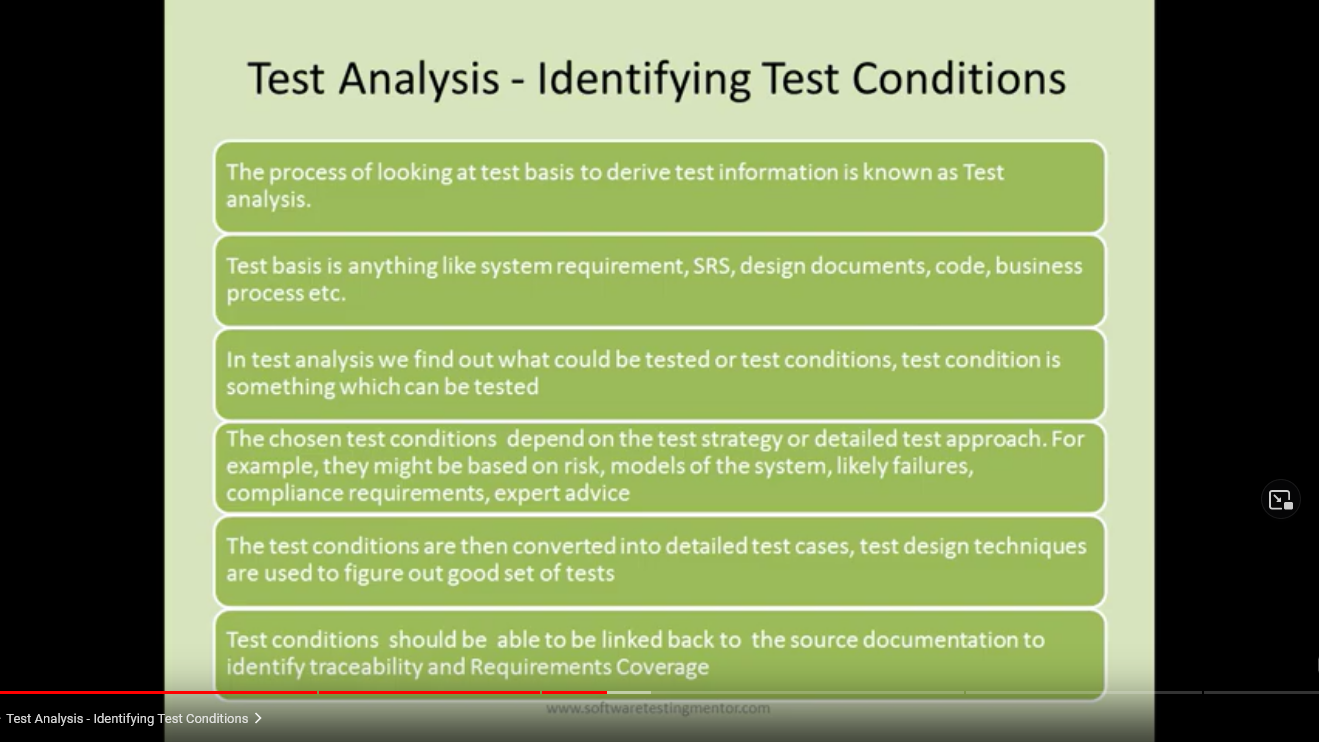 Test Analysis - Identifying Test Conditions
The process of looking at test basis to derive test information is known as Test
analysis.
Test basis is anything like system requirement, SRS, design documents, code, business
process etc.
In test analysis we find out what could be tested or test conditions, test condition is
something which can be tested
The chosen test conditions depend on the test strategy or detailed test approach. For
example, they might be based on risk, models of the system, likely failures,
compliance requirements, expert advice
The test conditions are then converted into detailed test cases, test design techniques
are used to figure out good set of tests
Test conditions should be able to be linked back to the source documentation to
identify traceability and Requirements Coverage
www.softwaretestingmentor.com
Test Analysis - Identifying Test Conditions